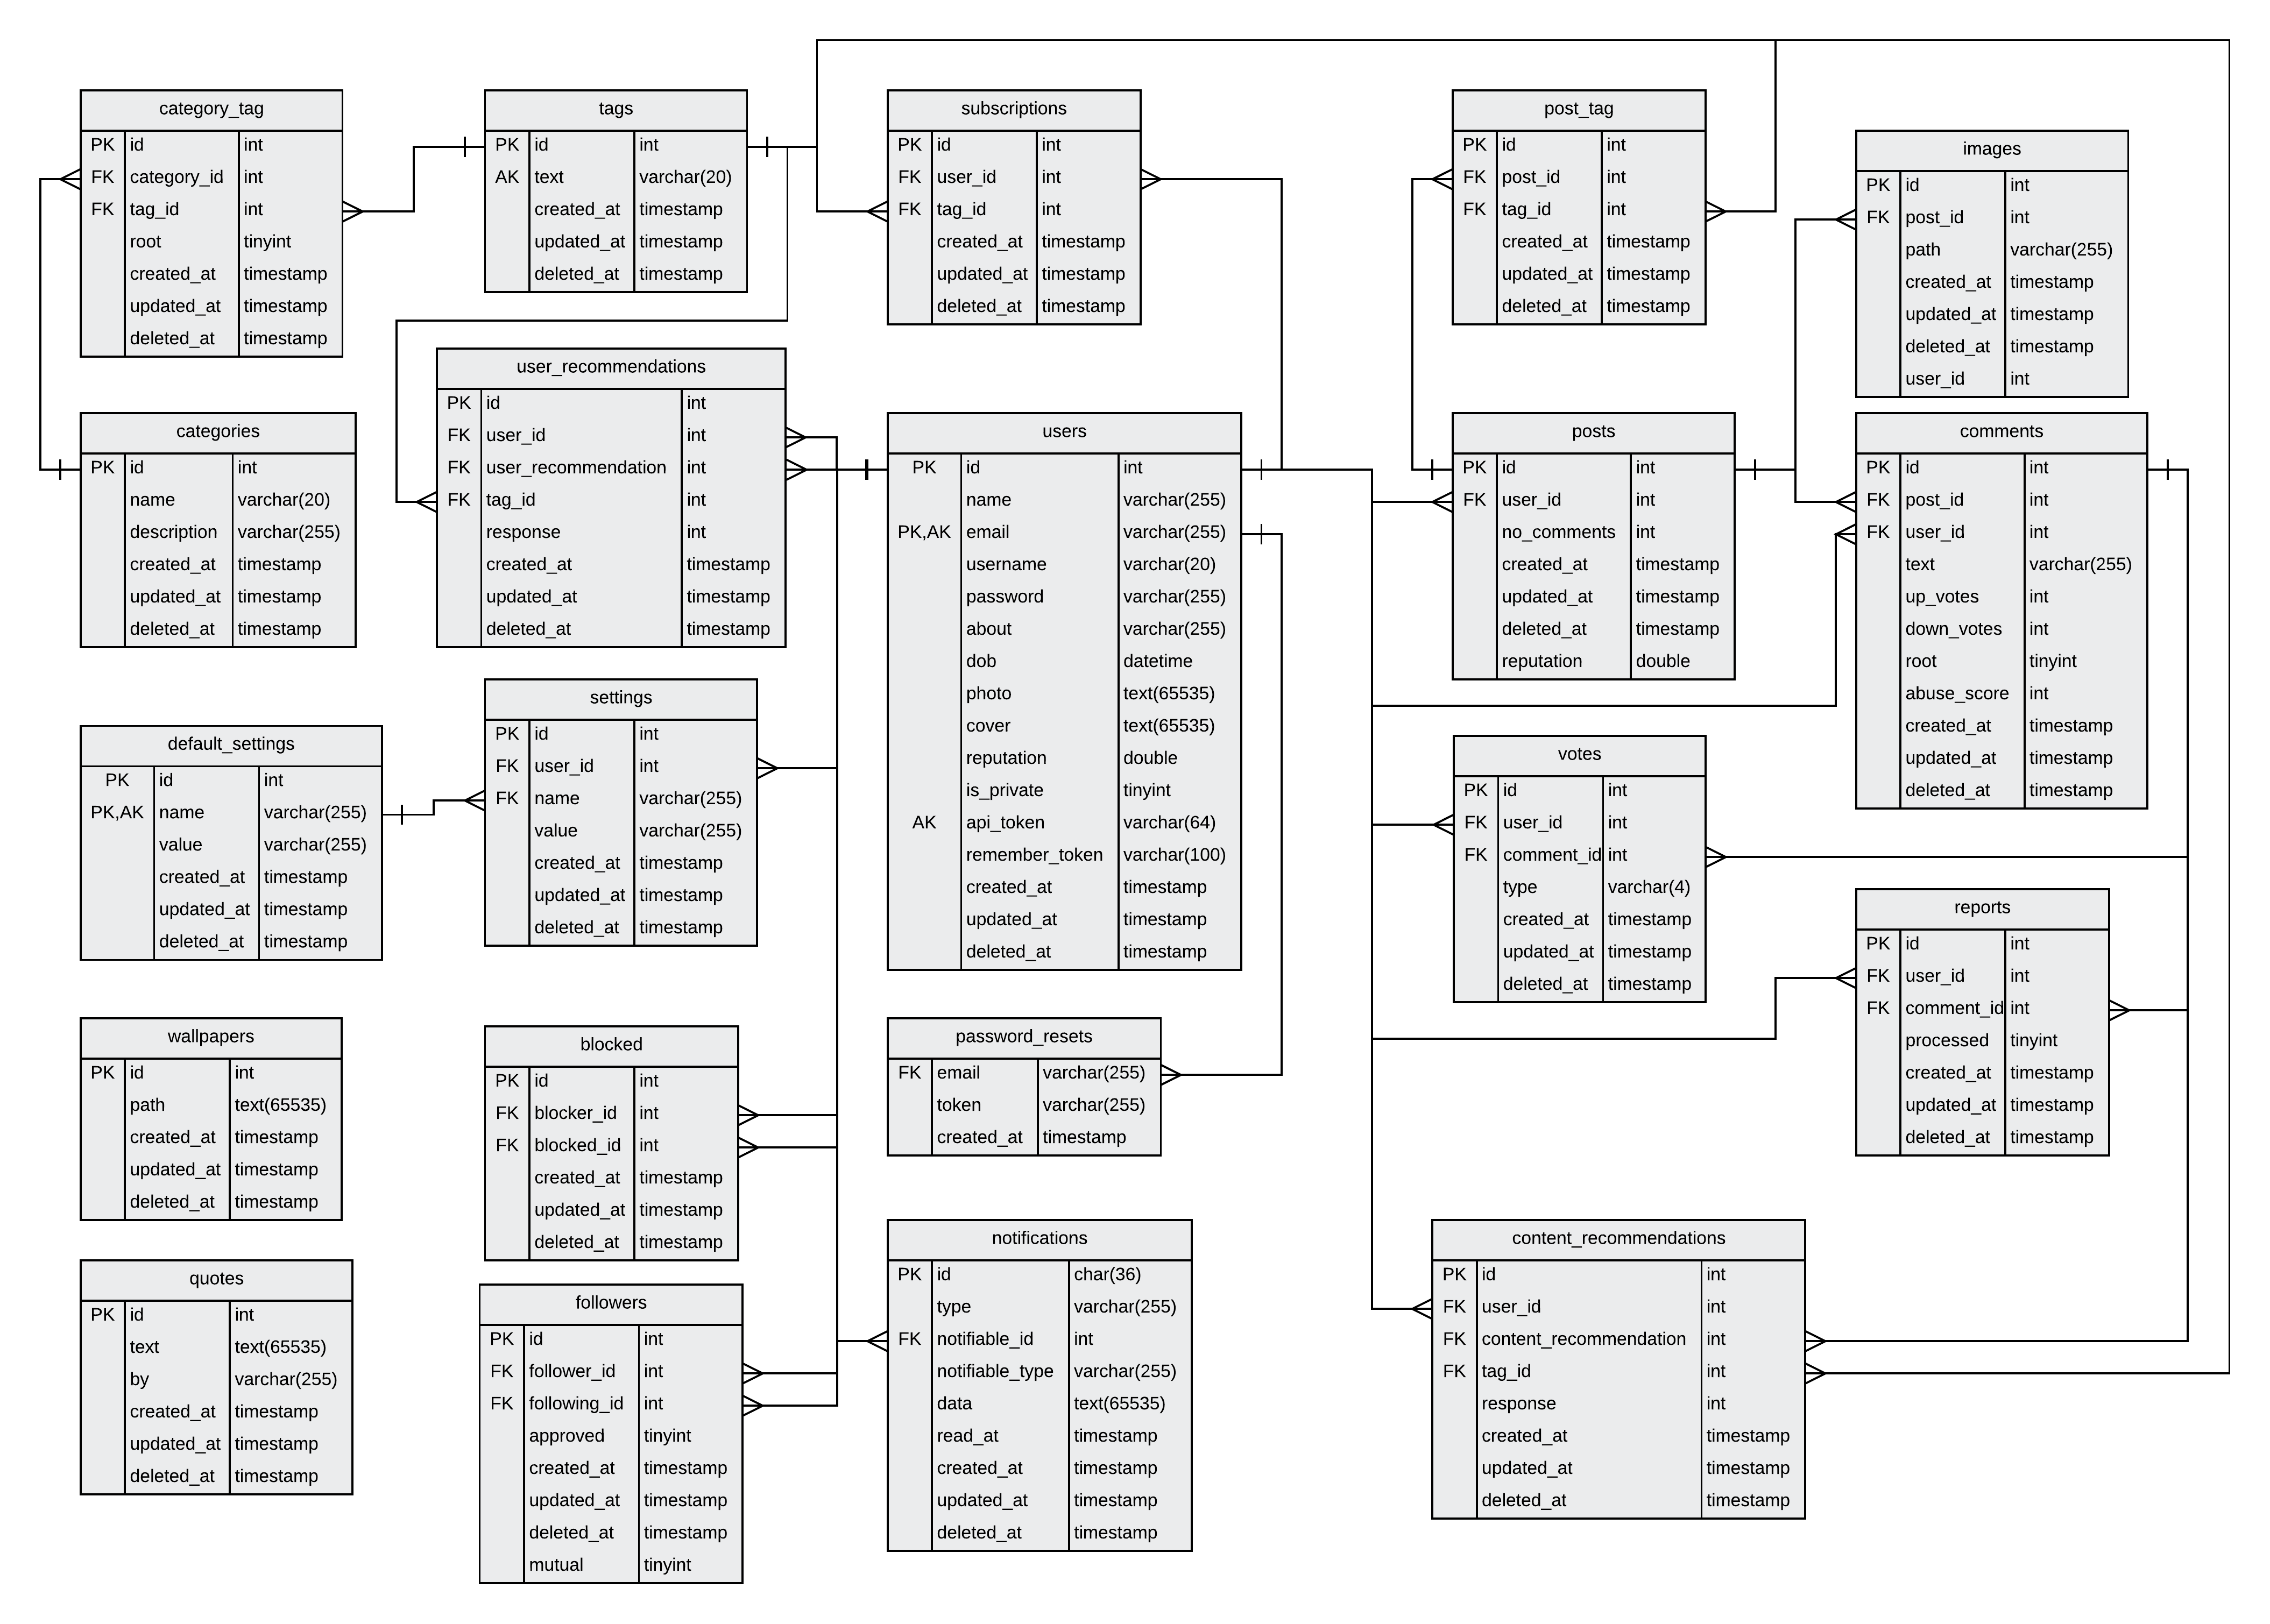 category_tag
PK id int
FK category_id int
FK tag_id int
root tinyint
created_at timestamp
updated_at timestamp
deleted_at timestamp
tags
PK id int
AK text varchar(20)
created_at timestamp
updated_at timestamp
deleted_at timestamp
subscriptions
PK id int
FK user_id int
FK tag_id int
created_at timestamp
updated_at timestamp
deleted_at timestamp
post_tag
PK id int
FK post_id int
FK tag_id int
created_at timestamp
updated_at timestamp
deleted_at timestamp
images
PK id int
FK post_id int
path varchar(255)
created_at timestamp
updated_at timestamp
deleted_at timestamp
user_id int
categories
PK id int
name varchar(20)
description varchar(255)
created_at timestamp
updated_at timestamp
deleted_at timestamp
user_recommendations
PK id int
FK user_id int
FK user_recommendation int
FK tag_id int
response int
created_at timestamp
updated_at timestamp
deleted_at timestamp
users
PK id int
name varchar(255)
PK,AK email varchar(255)
username varchar(20)
password varchar(255)
about varchar(255)
dob datetime
photo text(65535)
cover text(65535)
reputation double
is_private tinyint
AK api_token varchar(64)
remember_token varchar(100)
created_at timestamp
updated_at timestamp
deleted_at timestamp
posts
PK id int
FK user_id int
no_comments int
created_at timestamp
updated_at timestamp
deleted_at timestamp
reputation double
comments
PK id int
FK post_id int
FK user_id int
text varchar(255)
up_votes int
down_votes int
root tinyint
abuse_score int
created_at timestamp
updated_at timestamp
deleted_at timestamp
default_settings
PK id int
PK,AK name varchar(255)
value varchar(255)
created_at timestamp
updated_at timestamp
deleted_at timestamp
settings
PK id int
FK user_id int
FK name varchar(255)
value varchar(255)
created_at timestamp
updated_at timestamp
deleted_at timestamp
votes
PK id int
FK user_id int
FK comment_id int
type varchar(4)
created_at timestamp
updated_at timestamp
deleted_at timestamp
reports
PK id int
FK user_id int
FK comment_id int
processed tinyint
created_at timestamp
updated_at timestamp
deleted_at timestamp
wallpapers
PK id int
path text(65535)
created_at timestamp
updated_at timestamp
deleted_at timestamp
blocked
PK id int
FK blocker_id int
FK blocked_id int
created_at timestamp
updated_at timestamp
deleted_at timestamp
password_resets
FK email varchar(255)
token varchar(255)
created_at timestamp
quotes
PK id int
text text(65535)
by varchar(255)
created_at timestamp
updated_at timestamp
deleted_at timestamp
followers
PK id int
FK follower_id int
FK following_id int
approved tinyint
created_at timestamp
updated_at timestamp
deleted_at timestamp
mutual tinyint
notifications
PK id char(36)
type varchar(255)
FK notifiable_id int
notifiable_type varchar(255)
data text(65535)
read_at timestamp
created_at timestamp
updated_at timestamp
deleted_at timestamp
content_recommendations
PK id int
FK user_id int
FK content_recommendation int
FK tag_id int
response int
created_at timestamp
updated_at timestamp
deleted_at timestamp